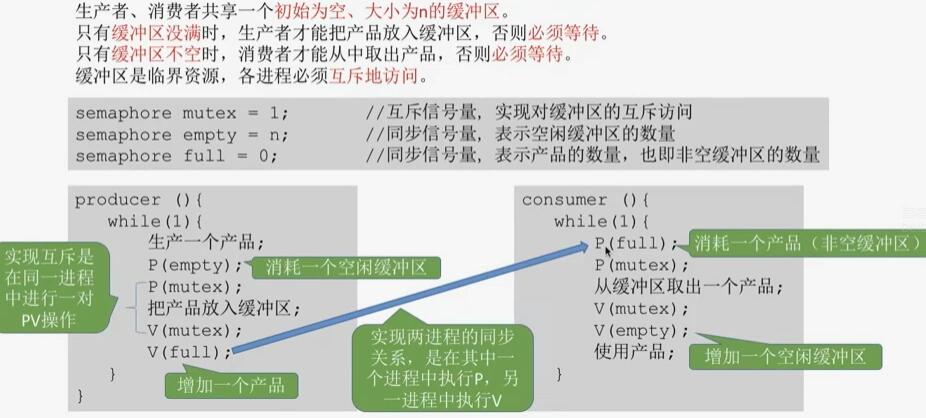 生产者、消费者共享一个初始为空、大小为n的缓冲区。
只有缓冲区没满时，生产者才能把产品放入缓冲区，否则必须等待。
只有缓冲区不空时，消费者才能从中取出产品，否则必须等待。
缓冲区是临界资源，各进程必须互斥地访问。
semaphore mutex = 1; //互斥信号量，实现对缓冲区的互斥访问
semaphore empty = n; //同步信号量，表示空闲缓冲区的数量
semaphore full = 0; //同步信号量，表示产品的数量，也即非空缓冲区的数量
producer (){
while(1){
生产一个产品;
P(empty);
P(mutex);
把产品放入缓冲区;
V(mutex);
V(full);
}
}
实现互斥是
在同一进程
中进行一对
PV操作
消耗一个空闲缓冲区
增加一个产品
实现两进程的同步
关系，是在其中一
个进程中执行P，另
一进程中执行V
consumer (){
while(1){
P(full);
P(mutex);
从缓冲区取出一个产品;
V(mutex);
V(empty);
使用产品;
}
}
消耗一个产品（非空缓冲区）
增加一个空闲缓冲区